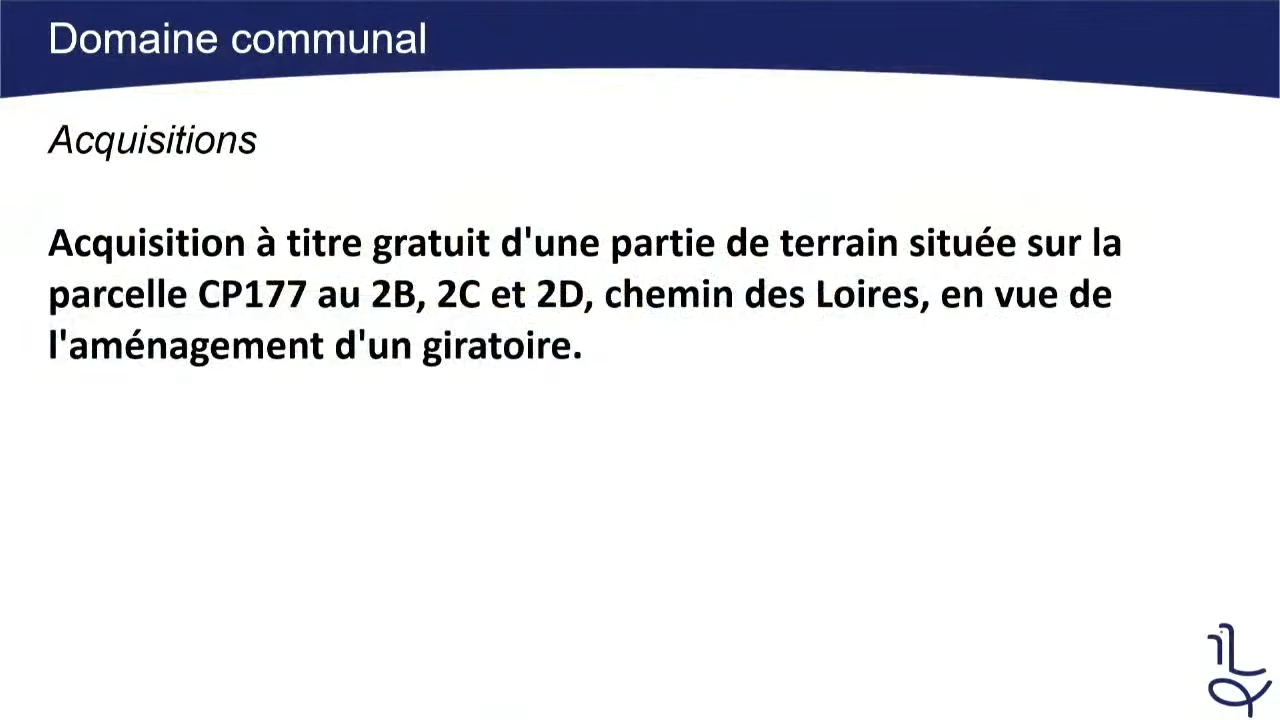 Domaine communal
Acquisitions
Acquisition à titre gratuit d'une partie de terrain située sur la
parcelle CP177 au 2B, 2C et 2D, chemin des Loires, en vue de
l'aménagement d'un giratoire.